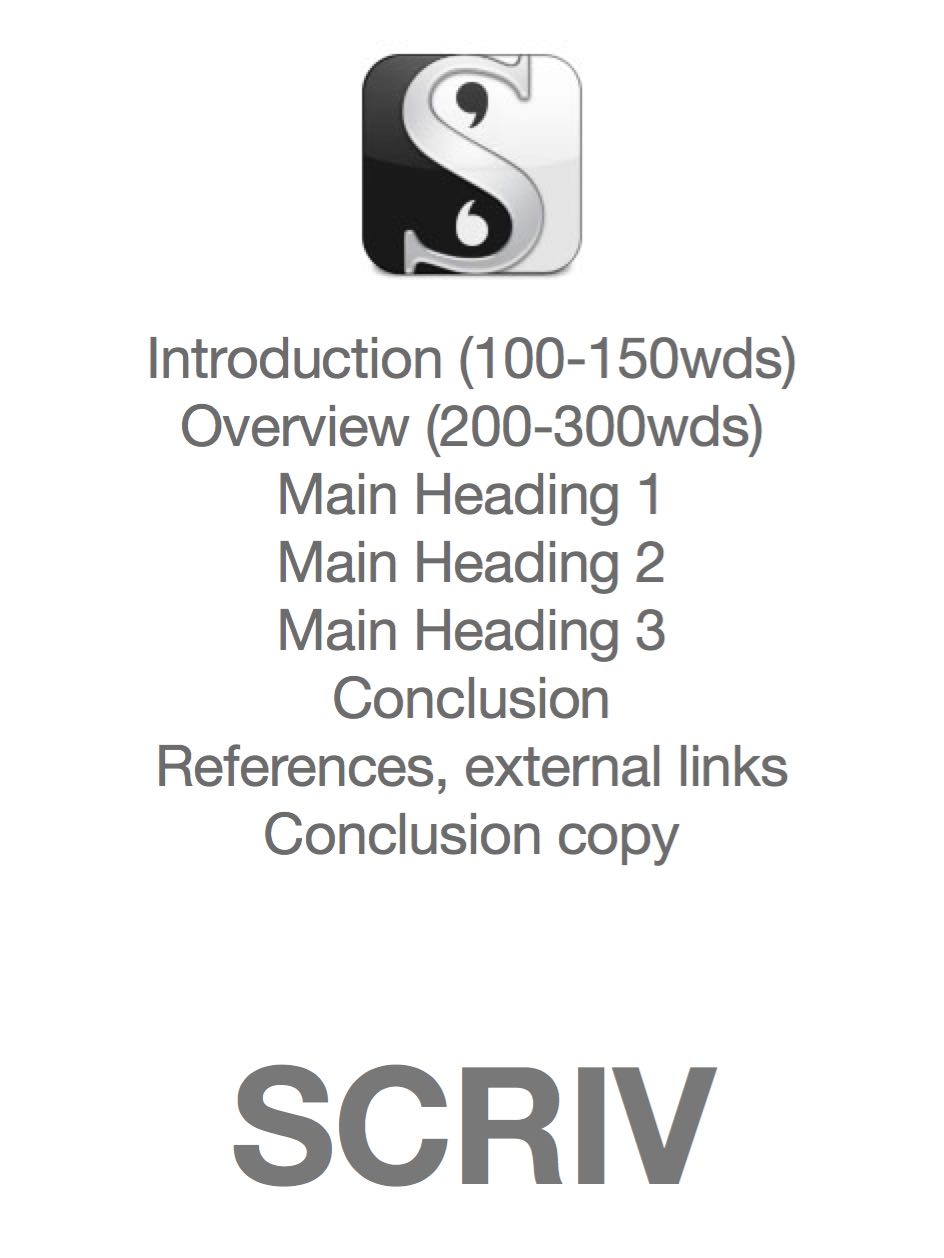 S
Introduction (100-150wds)
Overview (200-300wds)
Main Heading 1
Main Heading 2
Main Heading 3
Conclusion
References, external links
Conclusion copy
SCRIV